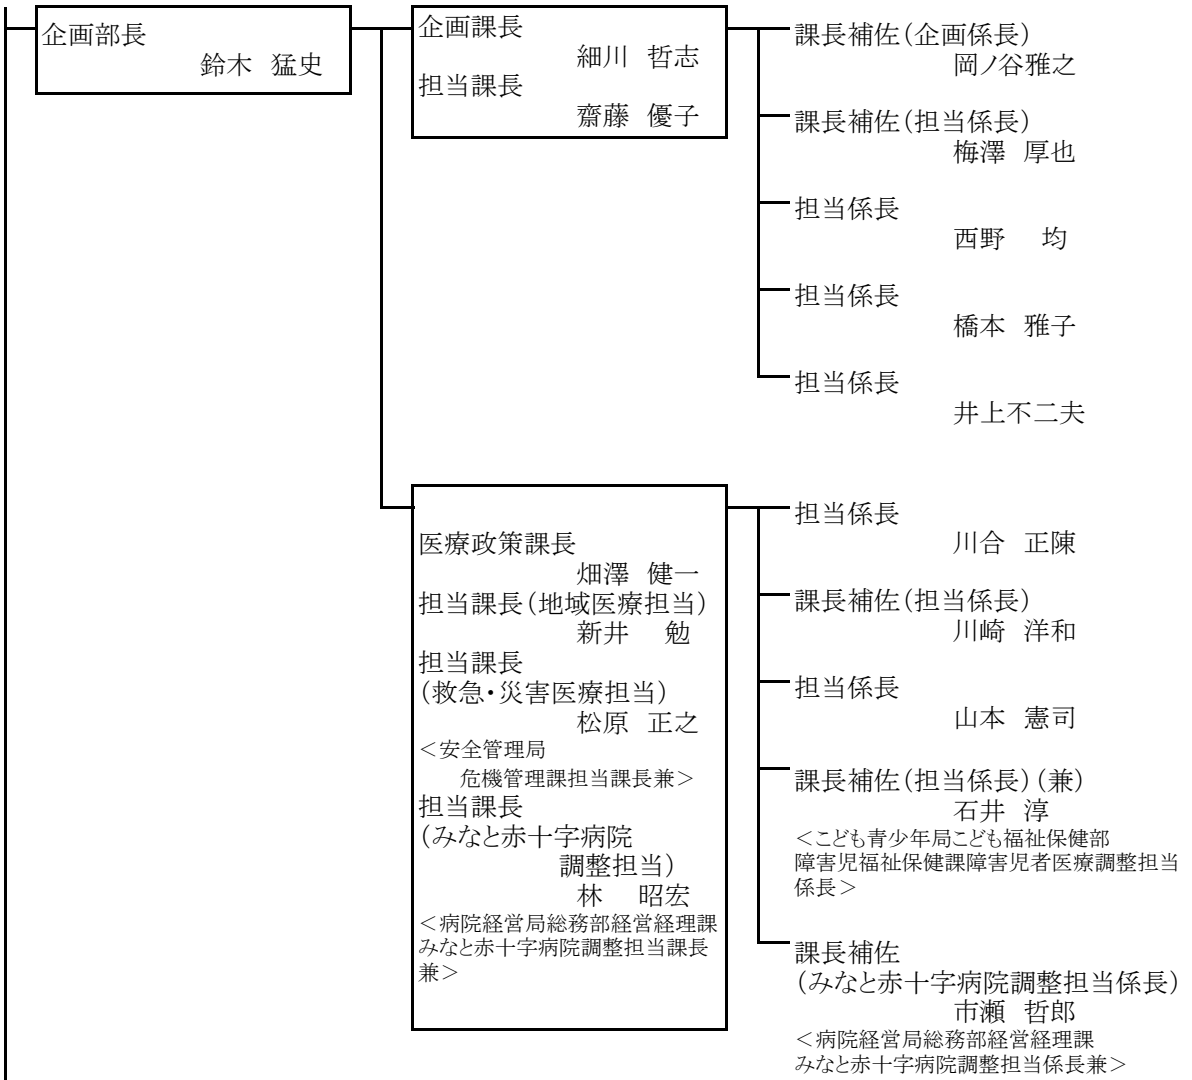 企画部長
鈴木 猛史
企画課長
細川 哲志
担当課長
齋藤 優子
課長補佐（企画係長）
岡ノ谷雅之
課長補佐（担当係長）
梅澤 厚也
担当係長
西野 均
担当係長
橋本 雅子
担当係長
井上不二夫
医療政策課長
畑澤 健一
担当課長（地域医療担当）
新井 勉
担当課長
（救急・災害医療担当）
松原 正之
＜安全管理局
危機管理課担当課長兼＞
担当課長
（みなと赤十字病院
調整担当）
林 昭宏
＜病院経営局総務部経営経理課
みなと赤十字病院調整担当課長
兼＞
担当係長
川合 正陳
課長補佐（担当係長）
川崎 洋和
担当係長
山本 憲司
課長補佐（担当係長）（兼）
石井 淳
＜こども青少年局こども福祉保健部
障害児福祉保健課障害児者医療調整担当
係長＞
課長補佐
（みなと赤十字病院調整担当係長）
市瀬 哲郎
＜病院経営局総務部経営経理課
みなと赤十字病院調整担当係長兼＞